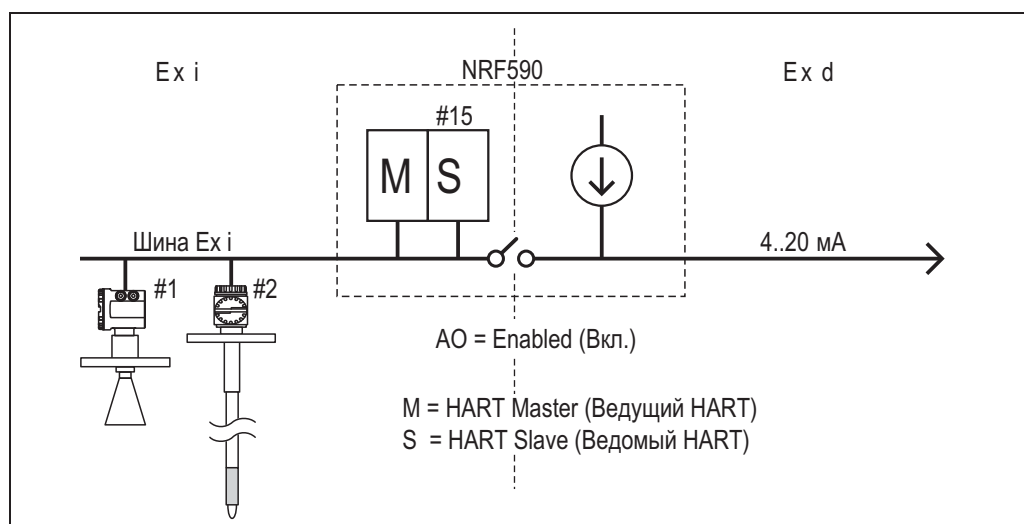 Ex i
NRF590
Ex d
#15
M
S
Шина Ex i
4..20 мА
#1
#2
AO = Enabled (Вкл.)
M = HART Master (Ведущий HART)
S = HART Slave (Ведомый HART)